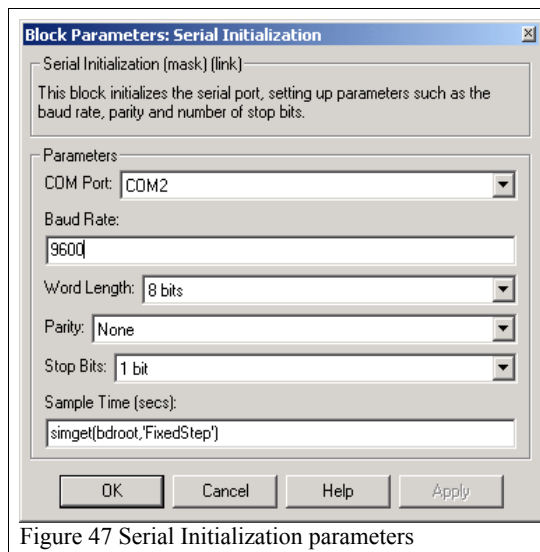 Block Parameters: Serial Initialization
Serial Initialization (mask) (link)
This block initializes the serial port, setting up parameters such as the
baud rate, parity and number of stop bits.
Parameters
COM Port: COM2
Baud Rate:
9600
Word Length: 8 bits
Parity: None
Stop Bits: 1 bit
Sample Time (secs):
simget(bdroot,'FixedStep')
OK Cancel Help Apply
Figure 47 Serial Initialization parameters